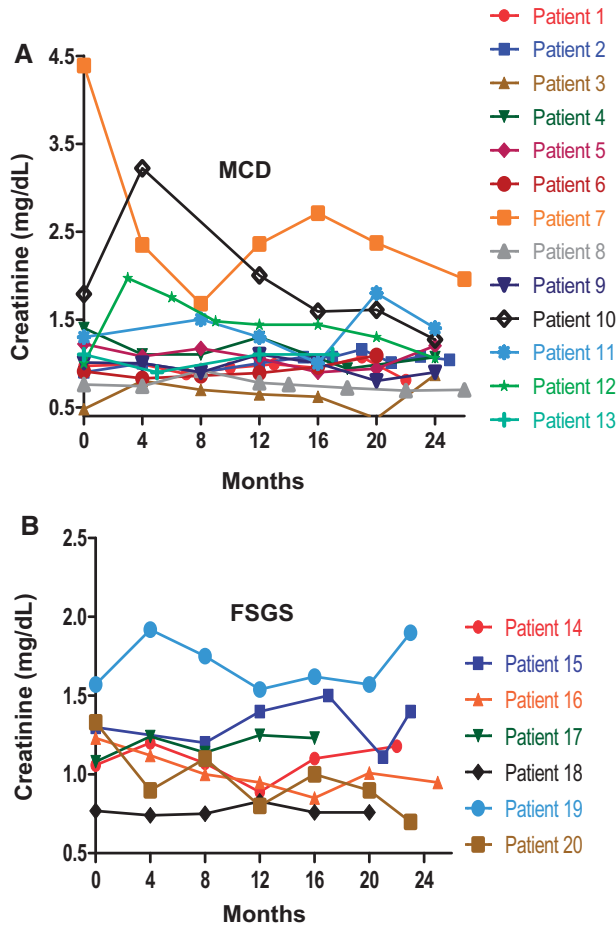 A
MCD
Creatinine (mg/dL)
4.5
3.5
2.5
1.5
0.5
0 4 8 12 16 20 24
Months
Patient 1
Patient 2
Patient 3
Patient 4
Patient 5
Patient 6
Patient 7
Patient 8
Patient 9
Patient 10
Patient 11
Patient 12
Patient 13
B
FSGS
Creatinine (mg/dL)
2.5
2.0
1.5
1.0
0.5
0 4 8 12 16 20 24
Months
Patient 14
Patient 15
Patient 16
Patient 17
Patient 18
Patient 19
Patient 20